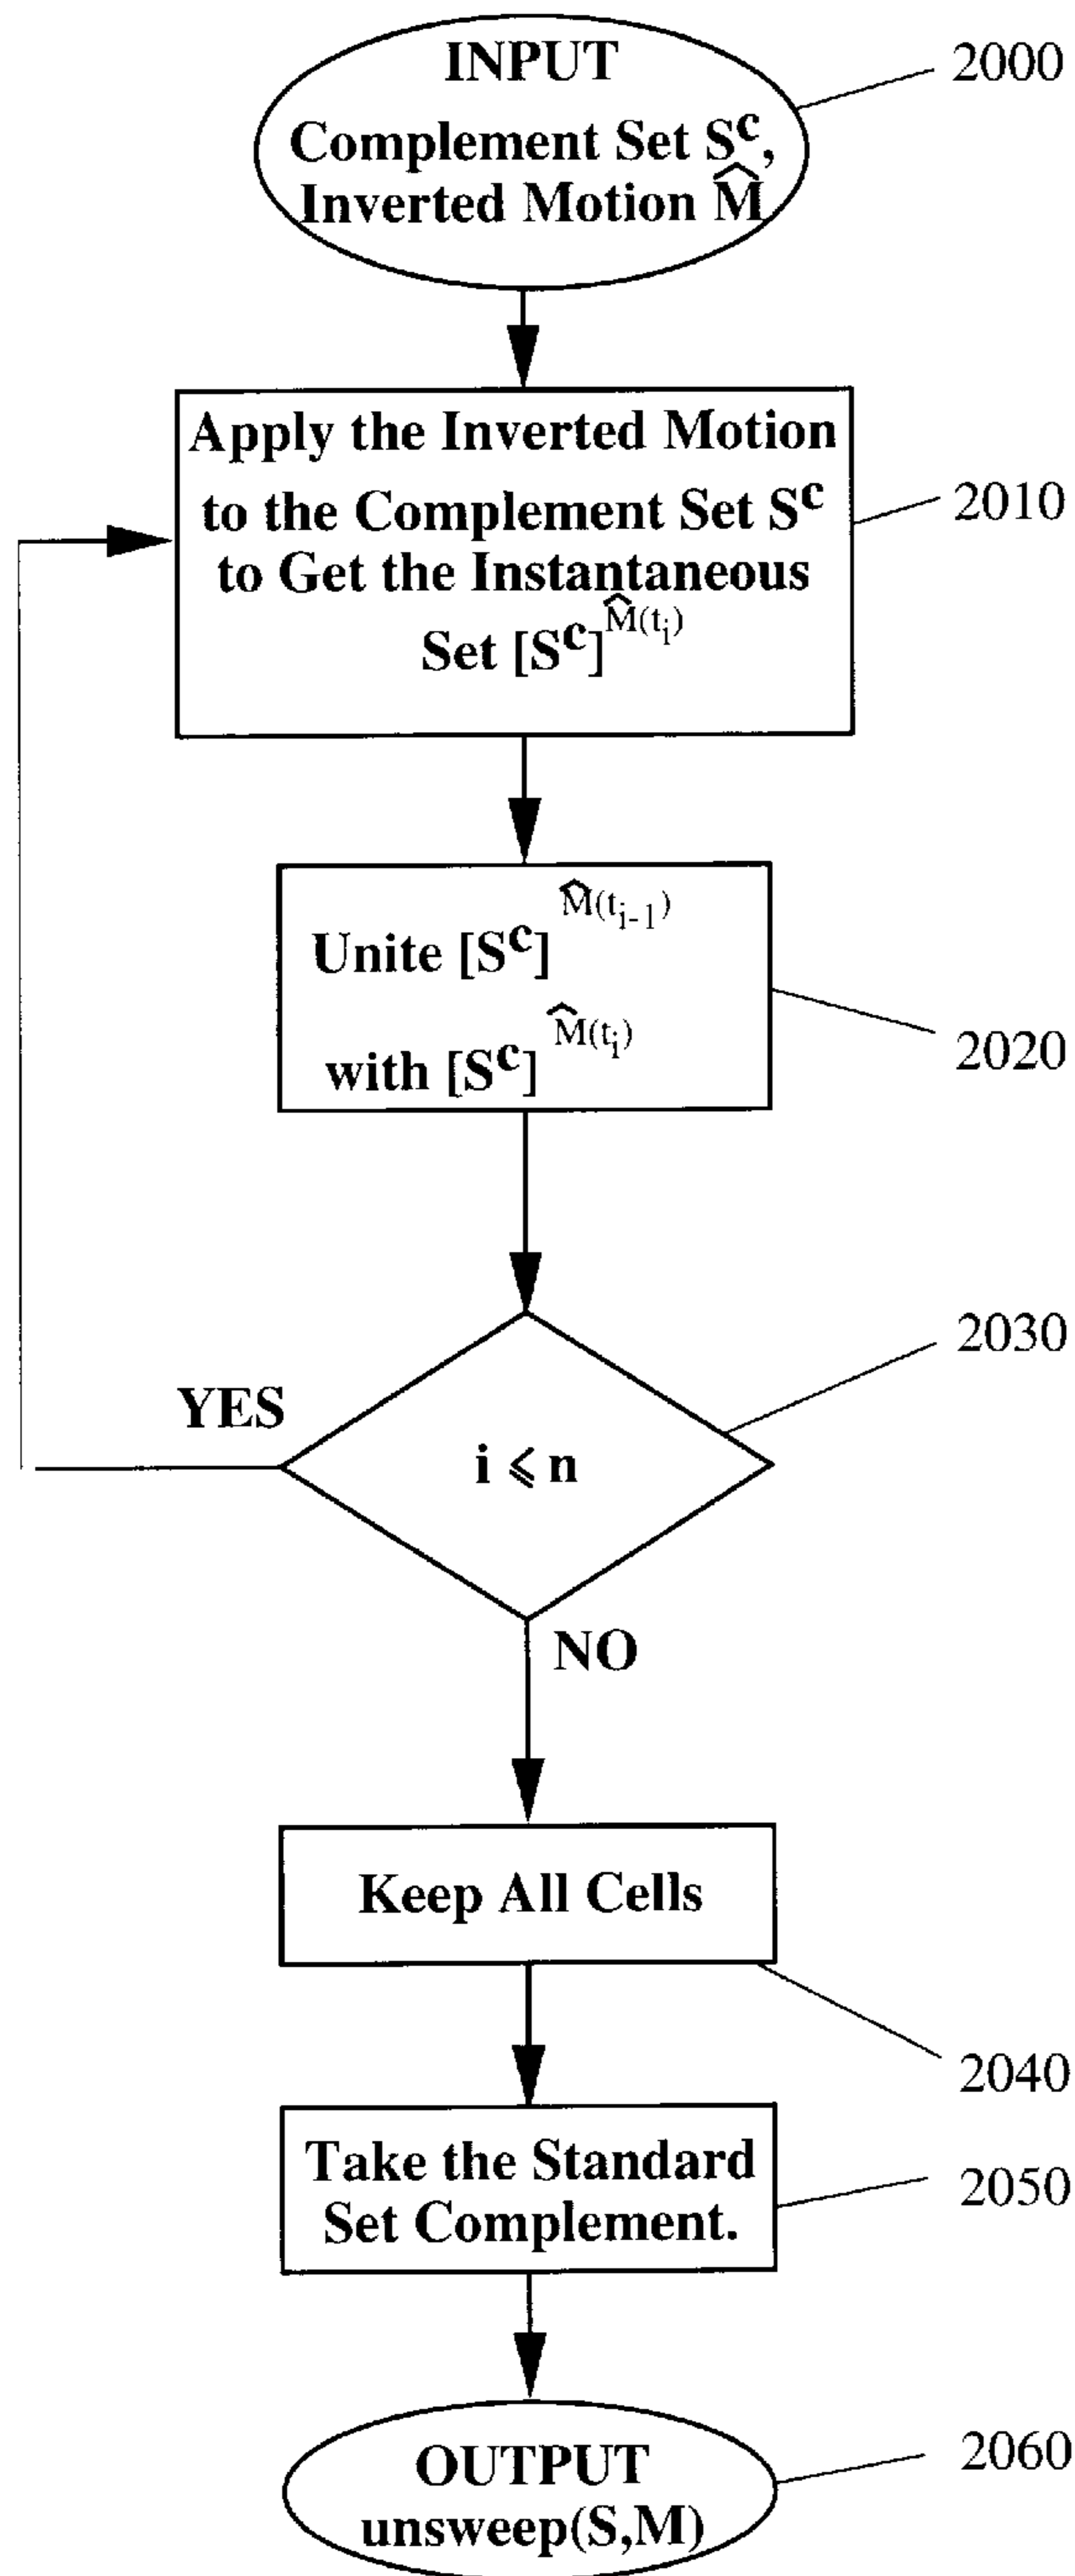 INPUT
2000
Complement Set Sᶜ,
Inverted Motion M̂
Apply the Inverted Motion
to the Complement Set Sᶜ
2010
to Get the Instantaneous
Set [Sᶜ]^M̂(tᵢ)
Unite [Sᶜ]^M̂(tᵢ₋₁)
with [Sᶜ]^M̂(tᵢ)
2020
2030
YES
i ⩽ n
NO
Keep All Cells
2040
Take the Standard
2050
Set Complement.
OUTPUT
2060
unsweep(S,M)